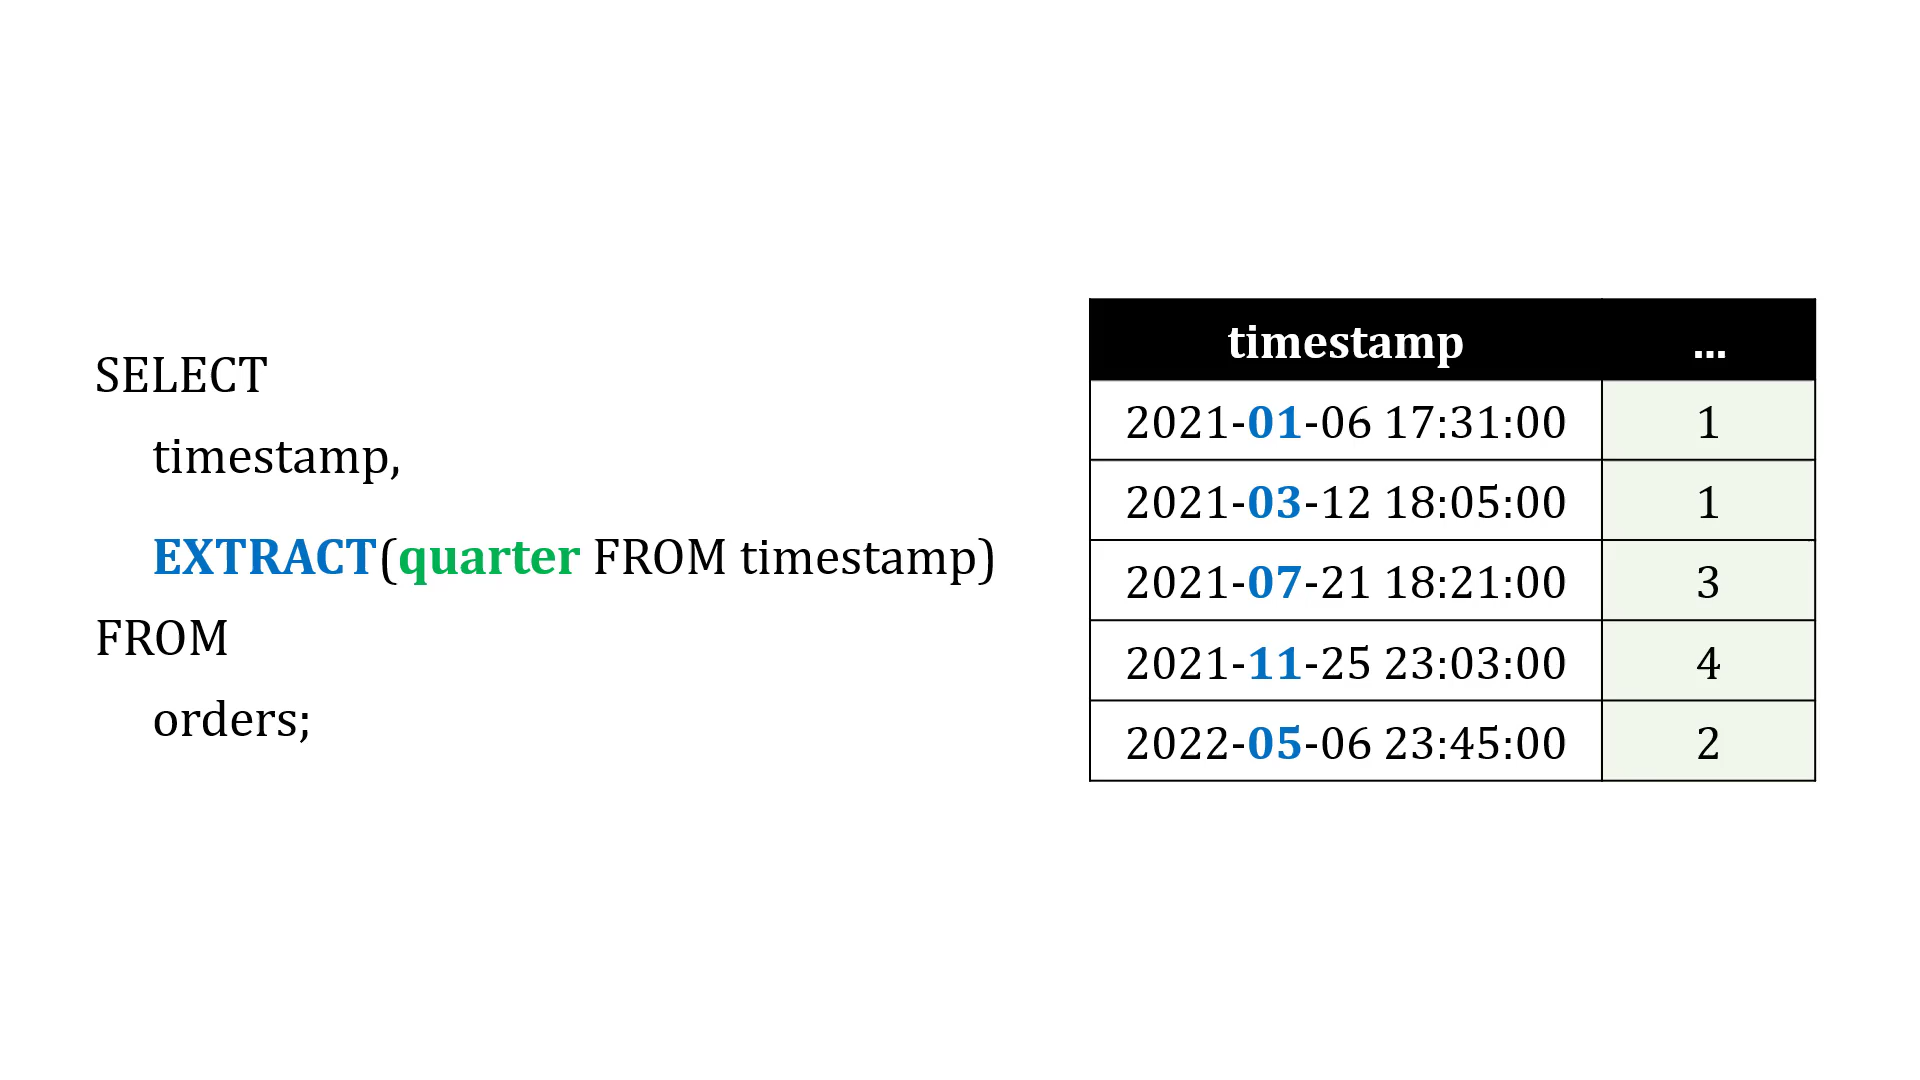 SELECT
timestamp,
EXTRACT(quarter FROM timestamp)
FROM
orders;
timestamp ...
2021-01-06 17:31:00 1
2021-03-12 18:05:00 1
2021-07-21 18:21:00 3
2021-11-25 23:03:00 4
2022-05-06 23:45:00 2